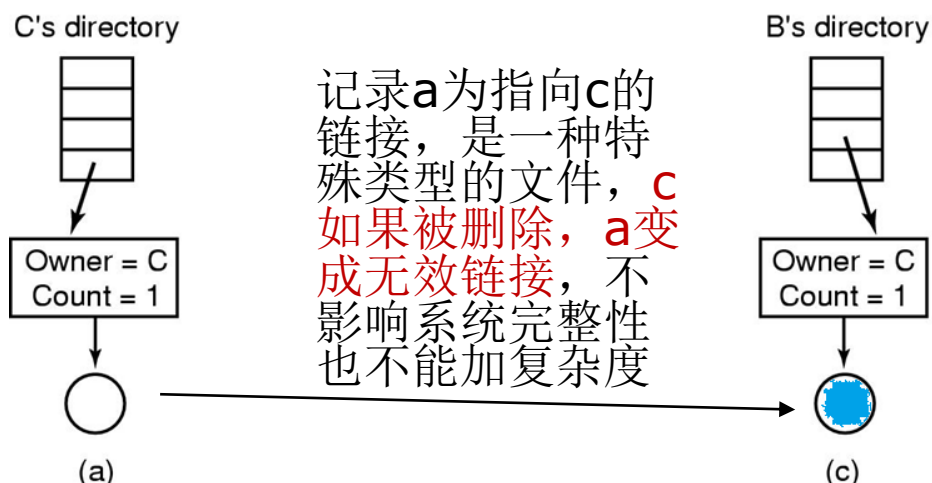 C's directory
B's directory
记录a为指向c的
链接，是一种特
殊类型的文件，c
如果被删除，a变
成无效链接，不
影响系统完整性
也不能加复杂度
Owner = C
Count = 1
Owner = C
Count = 1
(a)
(c)